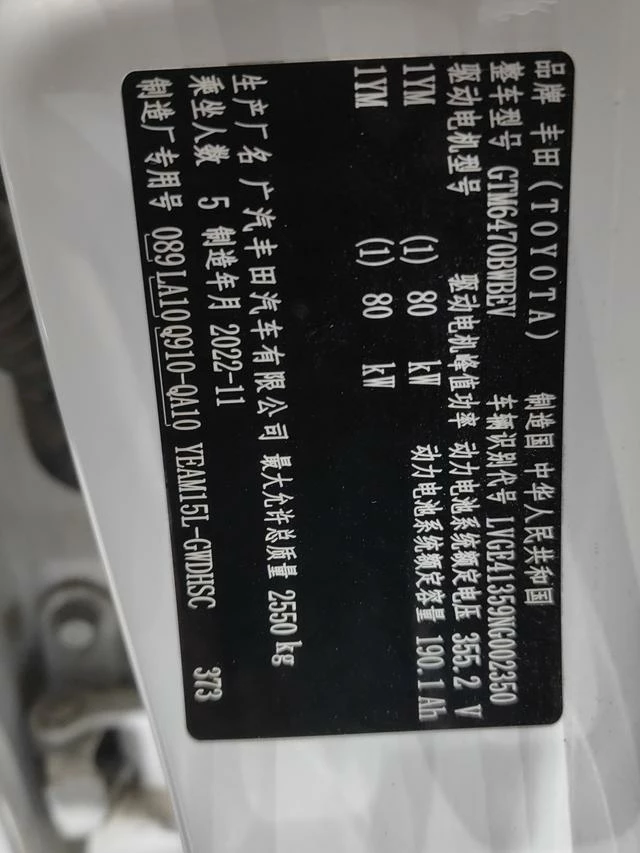 品牌 丰田(TOYOTA) 制造国 中华人民共和国
整车型号 GTM6470BWBEV 车辆识别代号 LVGE41359NG002350
驱动电机型号 驱动电机峰值功率 动力电池系统额定电压 355.2 V
1YM (1) 80 kW 动力电池系统额定容量 190.1 Ah
1YM (1) 80 kW
生产厂名 广汽丰田汽车有限公司 最大允许总质量 2550 kg
乘坐人数 5 制造年月 2022-11
制造厂专用号 089 LA10 Q910-QA10 YEAM15L-GWDHSC 373